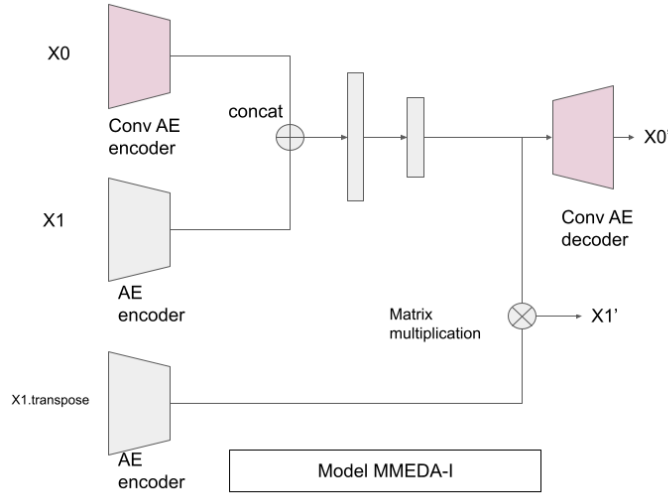 X0
Conv AE
encoder
concat
X0'
X1
Conv AE
decoder
AE
encoder
Matrix
multiplication
X1’
X1.transpose
AE
encoder
Model MMEDA-I